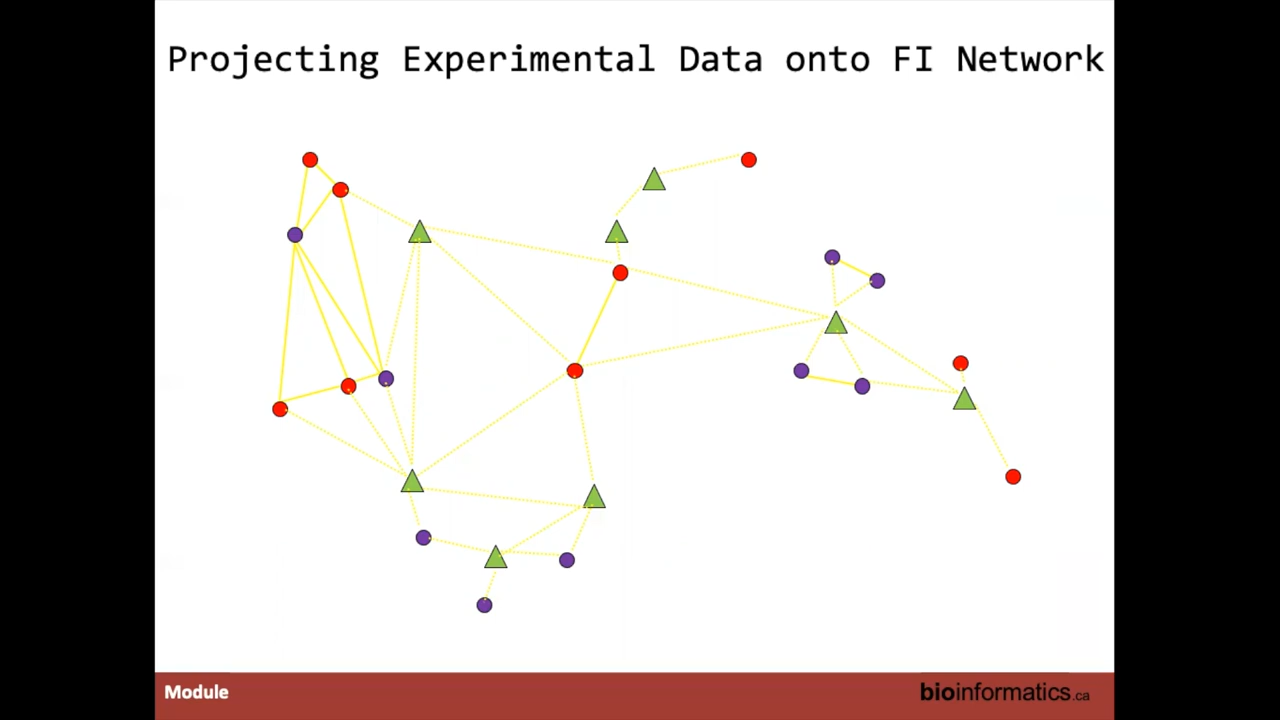 Projecting Experimental Data onto FI Network
Module
bioinformatics.ca